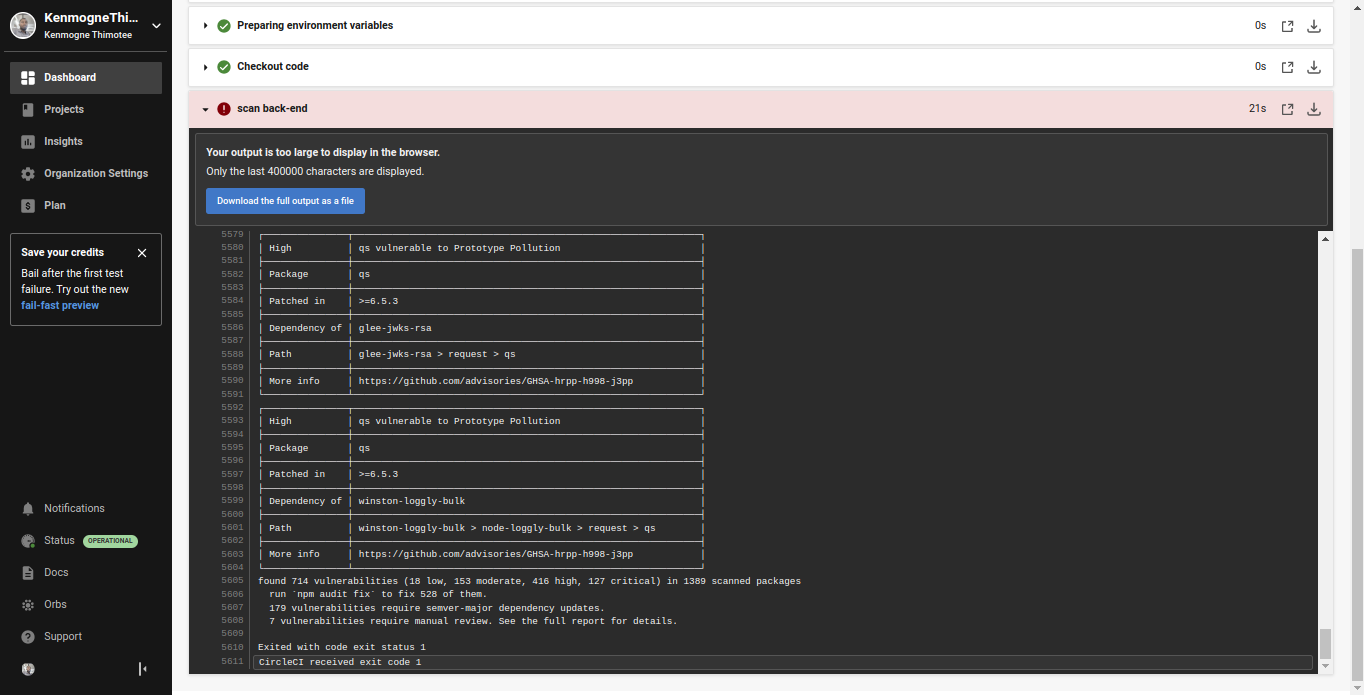 KenmogneThi...
Kenmogne Thimotee
Dashboard
Projects
Insights
Organization Settings
Plan
Save your credits
Bail after the first test
failure. Try out the new
fail-fast preview
Notifications
Status OPERATIONAL
Docs
Orbs
Support
Preparing environment variables 0s
Checkout code 0s
scan back-end 21s
Your output is too large to display in the browser.
Only the last 400000 characters are displayed.
Download the full output as a file
5579
5580 High qs vulnerable to Prototype Pollution
5581
5582 Package qs
5583
5584 Patched in >=6.5.3
5585
5586 Dependency of glee-jwks-rsa
5587
5588 Path glee-jwks-rsa > request > qs
5589
5590 More info https://github.com/advisories/GHSA-hrpp-h998-j3pp
5591
5592
5593 High qs vulnerable to Prototype Pollution
5594
5595 Package qs
5596
5597 Patched in >=6.5.3
5598
5599 Dependency of winston-loggly-bulk
5600
5601 Path winston-loggly-bulk > node-loggly-bulk > request > qs
5602
5603 More info https://github.com/advisories/GHSA-hrpp-h998-j3pp
5604
5605 found 714 vulnerabilities (18 low, 153 moderate, 416 high, 127 critical) in 1389 scanned packages
5606 run `npm audit fix` to fix 528 of them.
5607 179 vulnerabilities require semver-major dependency updates.
5608 7 vulnerabilities require manual review. See the full report for details.
5609
5610 Exited with code exit status 1
5611 CircleCI received exit code 1